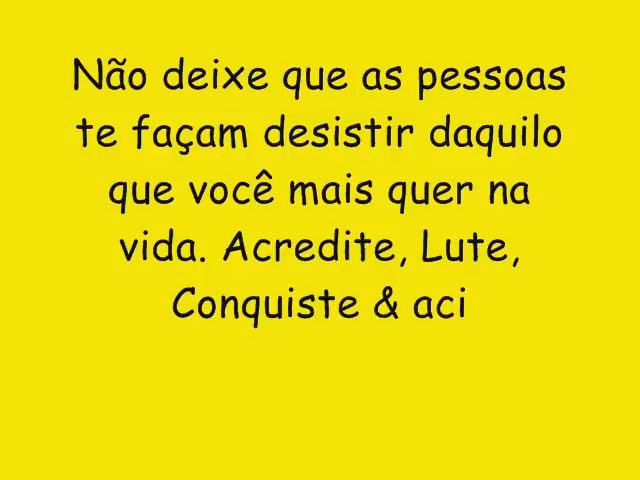 Não deixe que as pessoas
te façam desistir daquilo
que você mais quer na
vida. Acredite, Lute,
Conquiste & aci